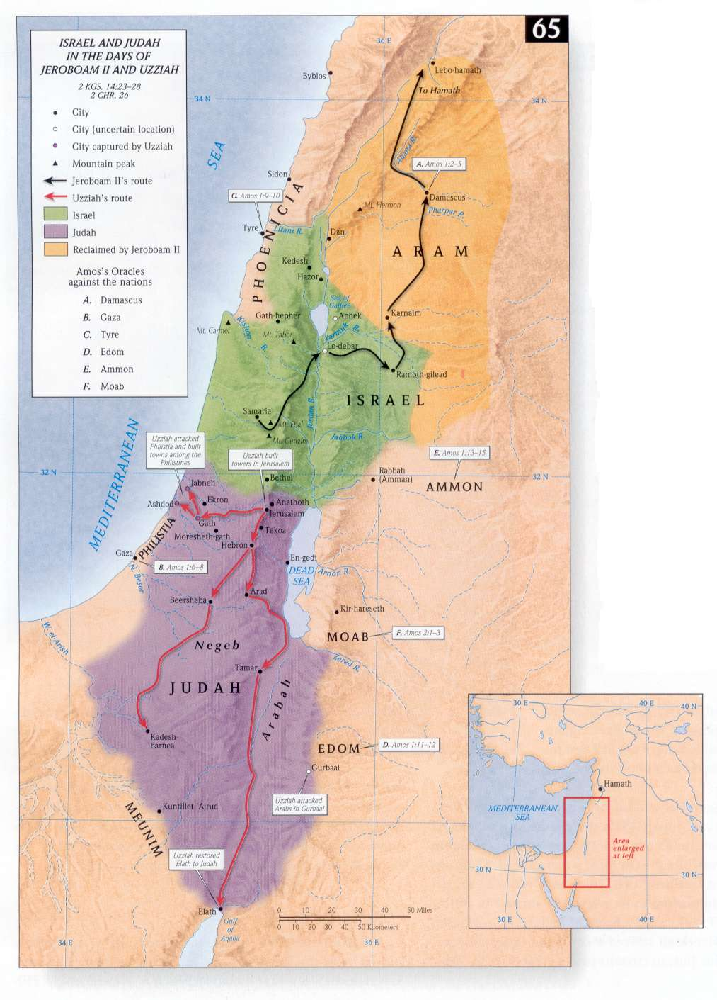 65
ISRAEL AND JUDAH
IN THE DAYS OF
JEROBOAM II AND UZZIAH
2 KGS. 14:23–28
2 CHR. 26
City
City (uncertain location)
City captured by Uzziah
Mountain peak
Jeroboam II's route
Uzziah's route
Israel
Judah
Reclaimed by Jeroboam II
Amos's Oracles
against the nations
A. Damascus
B. Gaza
C. Tyre
D. Edom
E. Ammon
F. Moab
36 E
Lebo-hamath
Byblos
To Hamath
34 N
34 N
SEA
Abana R.
A. Amos 1:2–5
Sidon
C. Amos 1:9–10
Damascus
Mt. Hermon
Pharpar R.
PHOENICIA
Tyre
Litani R.
Dan
ARAM
Kedesh
Hazor
Sea of
Galilee
Gath-hepher
Aphek
Karnaim
Mt. Carmel
Kishon
R.
Mt. Tabor
Yarmuk R.
Lo-debar
Ramoth-gilead
ISRAEL
Samaria
Mt. Ebal
Jordan R.
Mt. Gerizim
Jabbok R.
MEDITERRANEAN
Uzziah attacked
Philistia and built
towns among the
Philistines
Uzziah built
towers in Jerusalem
E. Amos 1:13–15
32 N
32 N
Bethel
Rabbah
(Amman)
AMMON
Jabneh
Ashdod
Ekron
Anathoth
Jerusalem
Gath
Tekoa
Moresheth-gath
PHILISTIA
Hebron
Gaza
B. Amos 1:6–8
En-gedi
DEAD
SEA
Arnon R.
N. Besor
Arad
Beersheba
Kir-hareseth
W. el-Arish
MOAB
F. Amos 2:1–3
Negeb
Zered R.
Tamar
JUDAH
Arabah
Kadesh-
barnea
EDOM
D. Amos 1:11–12
Gurbaal
Uzziah attacked
Arabs in Gurbaal
Kuntillet 'Ajrud
MEUNIM
Uzziah restored
Elath to Judah
Elath
Gulf
of
Aqaba
0 10 20 30 40 50 Miles
0 10 20 30 40 50 Kilometers
34 E
36 E
30 E
40 E
40 N
Hamath
MEDITERRANEAN
SEA
Area
enlarged
at left
30 N
30 N
30 E
40 E